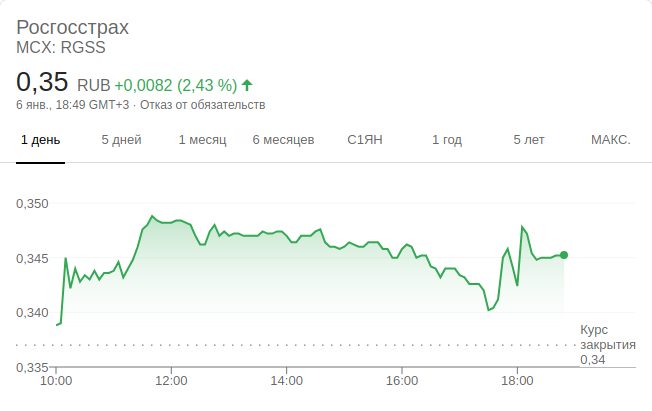 Росгосстрах
MCX: RGSS
0,35 RUB +0,0082 (2,43 %)
6 янв., 18:49 GMT+3 · Отказ от обязательств
1 день 5 дней 1 месяц 6 месяцев С1ЯН 1 год 5 лет МАКС.
0,350
0,345
0,340
Курс
закрытия
0,34
0,335
10:00 12:00 14:00 16:00 18:00